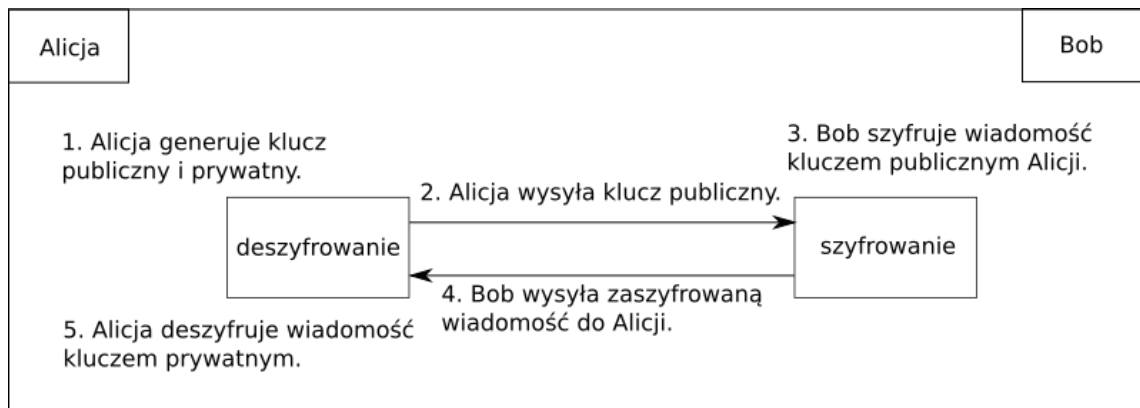 Alicja
Bob
1. Alicja generuje klucz
publiczny i prywatny.
3. Bob szyfruje wiadomość
kluczem publicznym Alicji.
2. Alicja wysyła klucz publiczny.
deszyfrowanie
szyfrowanie
4. Bob wysyła zaszyfrowaną
wiadomość do Alicji.
5. Alicja deszyfruje wiadomość
kluczem prywatnym.